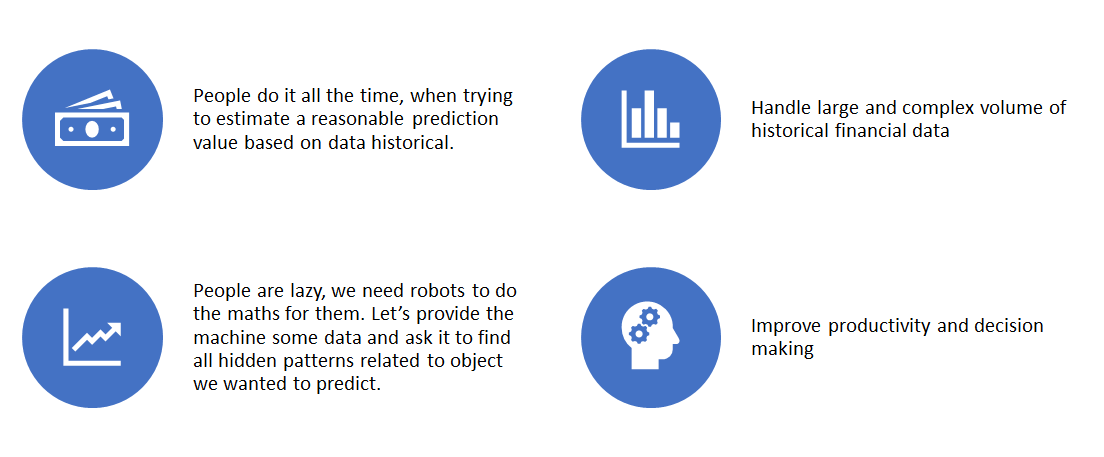 People do it all the time, when trying
to estimate a reasonable prediction
value based on data historical.
Handle large and complex volume of
historical financial data
People are lazy, we need robots to do
the maths for them. Let’s provide the
machine some data and ask it to find
all hidden patterns related to object
we wanted to predict.
Improve productivity and decision
making